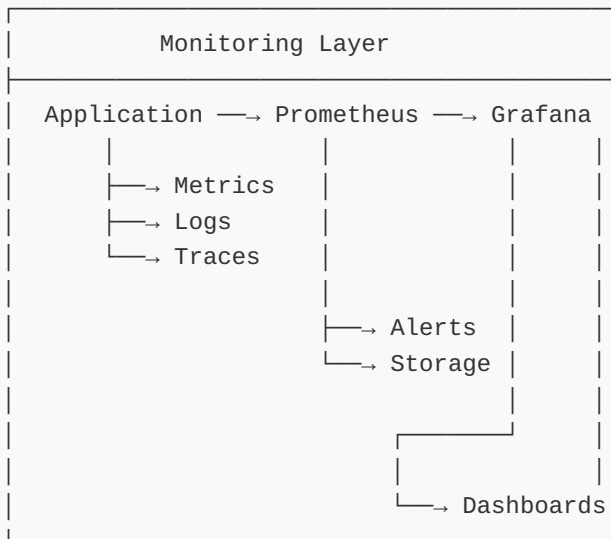 Monitoring Layer
Application ──→ Prometheus ──→ Grafana
Metrics
Logs
Traces
Alerts
Storage
Dashboards